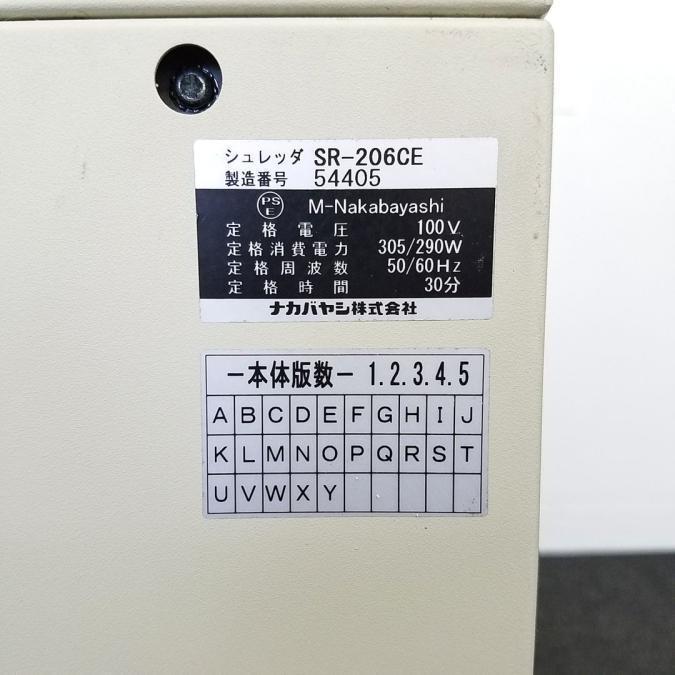 シュレッダ SR-206CE
製造番号 54405
PS E M-Nakabayashi
定格電圧 100V
定格消費電力 305/290W
定格周波数 50/60Hz
定格時間 30分
ナカバヤシ株式会社
ー本体版数ー 1.2.3.4.5
A B C D E F G H I J
K L M N O P Q R S T
U V W X Y